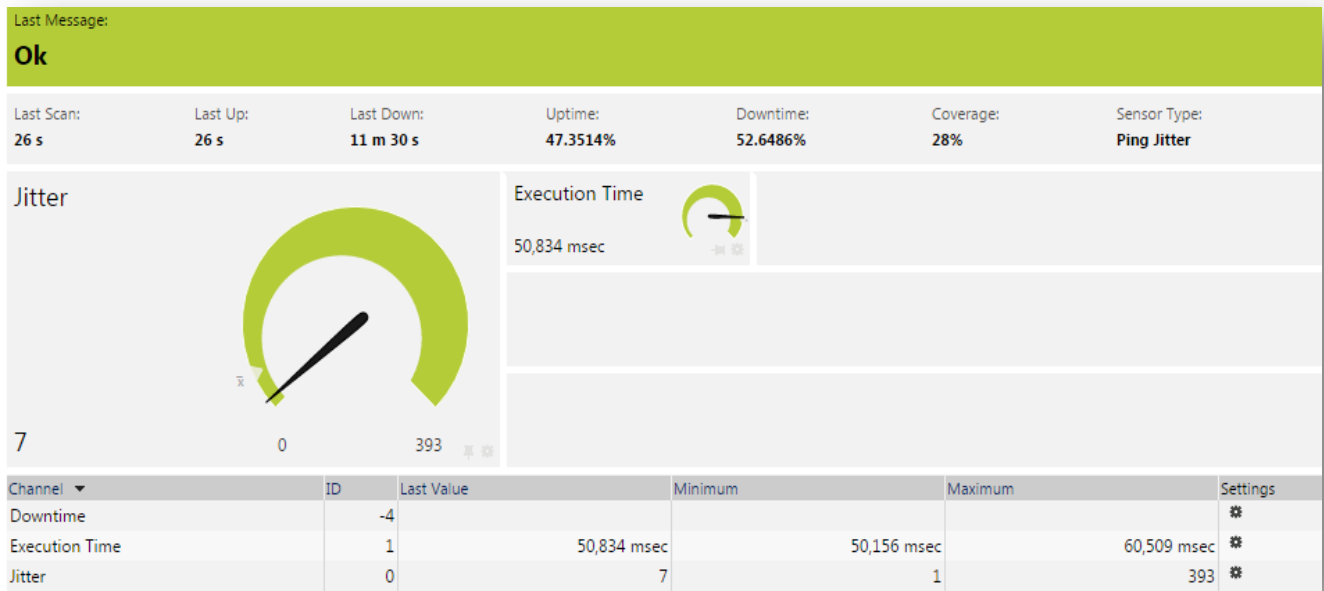 Last Message:
Ok
Last Scan: Last Up: Last Down: Uptime: Downtime: Coverage: Sensor Type:
26 s 26 s 11 m 30 s 47.3514% 52.6486% 28% Ping Jitter
Jitter
Execution Time
50,834 msec
x̄
7 0 393
Channel ID Last Value Minimum Maximum Settings
Downtime -4
Execution Time 1 50,834 msec 50,156 msec 60,509 msec
Jitter 0 7 1 393